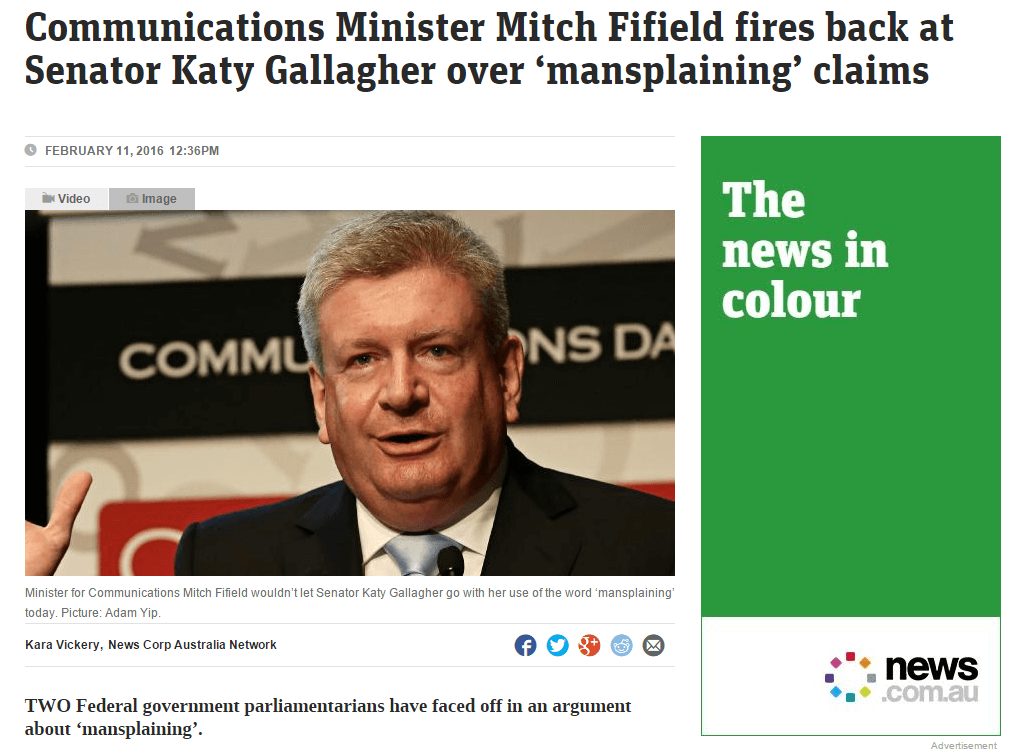 Communications Minister Mitch Fifield fires back at
Senator Katy Gallagher over ‘mansplaining’ claims
FEBRUARY 11, 2016 12:36PM
Video
Image
COMMU
ONS DA
Minister for Communications Mitch Fifield wouldn’t let Senator Katy Gallagher go with her use of the word ‘mansplaining’
today. Picture: Adam Yip.
Kara Vickery, News Corp Australia Network
TWO Federal government parliamentarians have faced off in an argument
about ‘mansplaining’.
The
news in
colour
news
.com.au
Advertisement